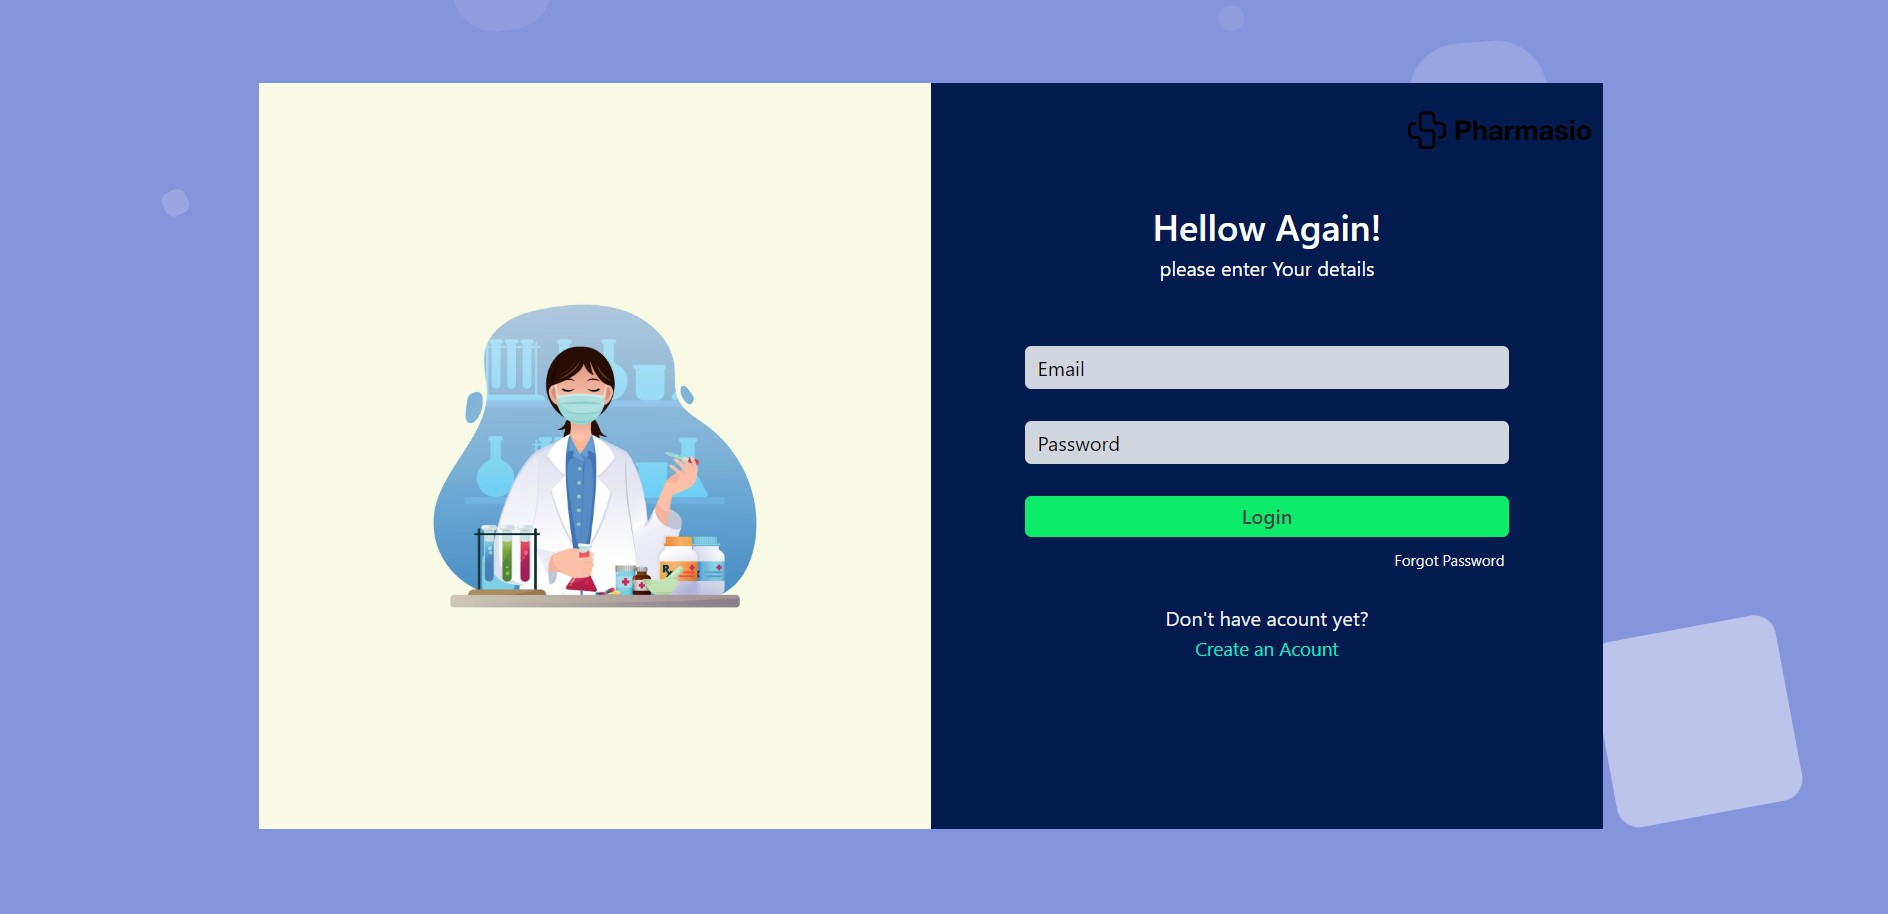 Pharmasio
Hellow Again!
please enter Your details
Email
Password
Login
Forgot Password
Don't have acount yet?
Create an Acount